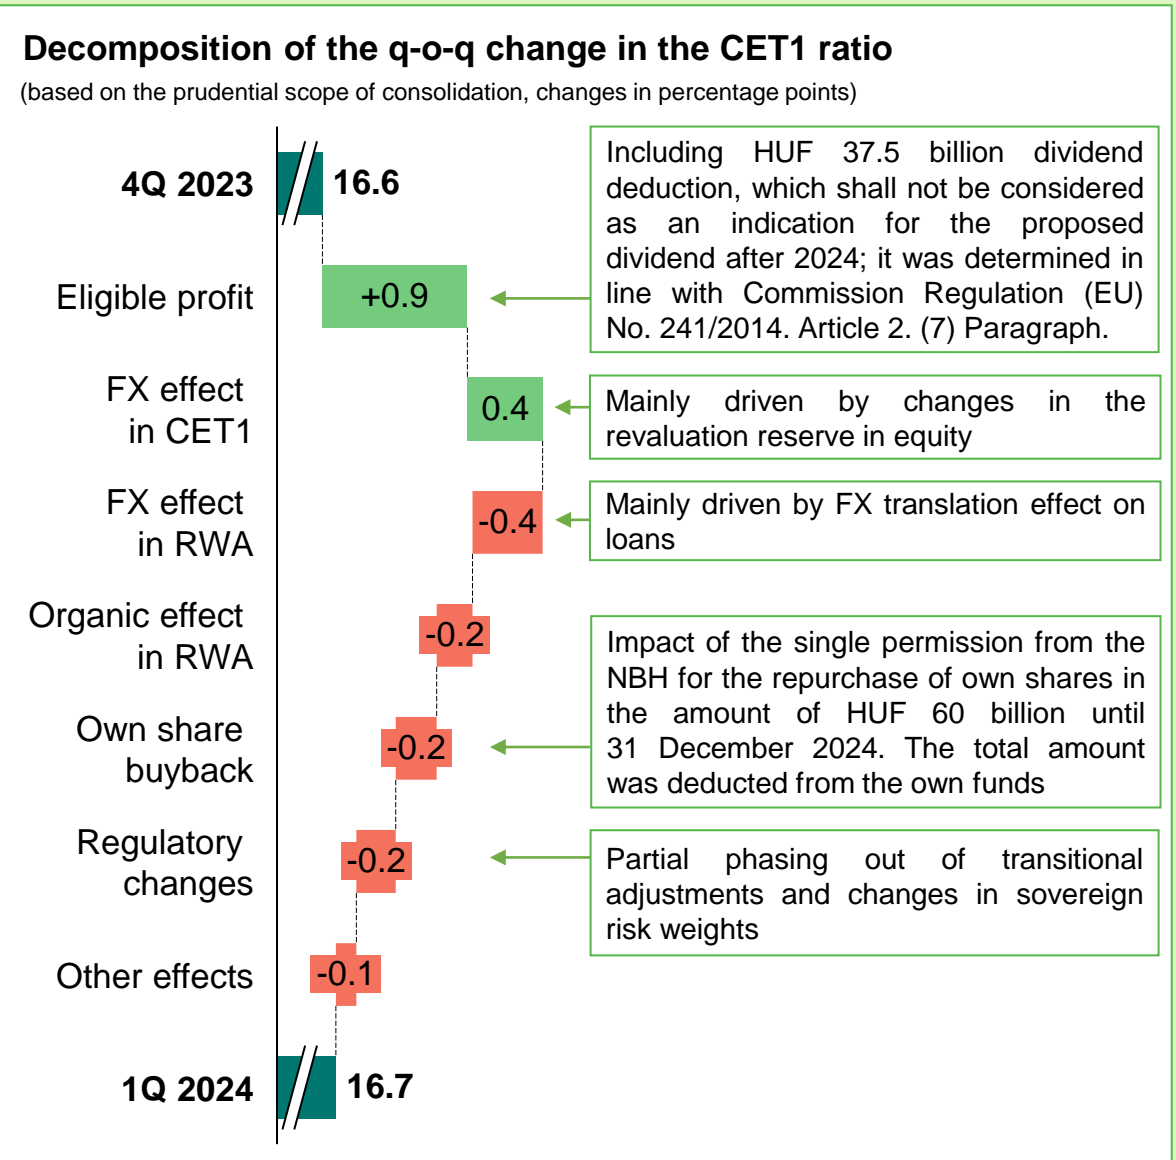 Decomposition of the q-o-q change in the CET1 ratio
(based on the prudential scope of consolidation, changes in percentage points)
4Q 2023
16.6
Including HUF 37.5 billion dividend
deduction, which shall not be considered
as an indication for the proposed
dividend after 2024; it was determined in
line with Commission Regulation (EU)
No. 241/2014. Article 2. (7) Paragraph.
Eligible profit
+0.9
FX effect
in CET1
0.4
Mainly driven by changes in the
revaluation reserve in equity
FX effect
in RWA
-0.4
Mainly driven by FX translation effect on
loans
Organic effect
in RWA
-0.2
Own share
buyback
-0.2
Impact of the single permission from the
NBH for the repurchase of own shares in
the amount of HUF 60 billion until
31 December 2024. The total amount
was deducted from the own funds
Regulatory
changes
-0.2
Partial phasing out of transitional
adjustments and changes in sovereign
risk weights
Other effects
-0.1
1Q 2024
16.7